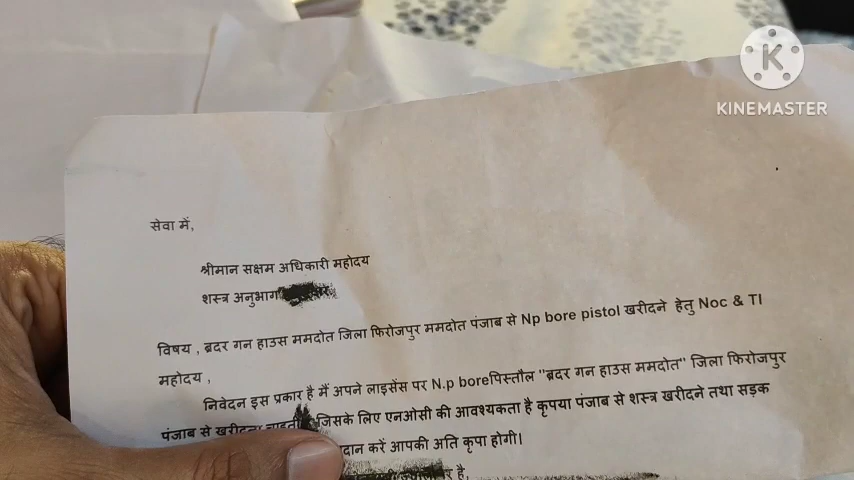 KINEMASTER
सेवा में,
श्रीमान सक्षम अधिकारी महोदय
शस्त्र अनुभाग
विषय , ब्रदर गन हाउस ममदोत जिला फिरोजपुर ममदोत पंजाब से Np bore pistol खरीदने हेतु Noc & Tl
महोदय ,
निवेदन इस प्रकार है मैं अपने लाइसेंस पर N.p boreपिस्तौल "ब्रदर गन हाउस ममदोत" जिला फिरोजपुर
पंजाब से खरीदना जिसके लिए एनओसी की आवश्यकता है कृपया पंजाब से शस्त्र खरीदने तथा सड़क
करें आपकी अति कृपा होगी।
है,